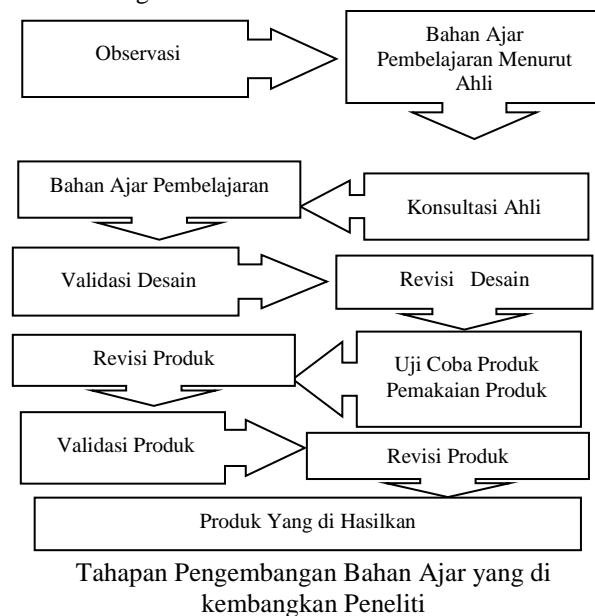 Observasi
Bahan Ajar
Pembelajaran Menurut
Ahli
Bahan Ajar Pembelajaran
Konsultasi Ahli
Validasi Desain
Revisi Desain
Revisi Produk
Uji Coba Produk
Pemakaian Produk
Validasi Produk
Revisi Produk
Produk Yang di Hasilkan
Tahapan Pengembangan Bahan Ajar yang di
kembangkan Peneliti